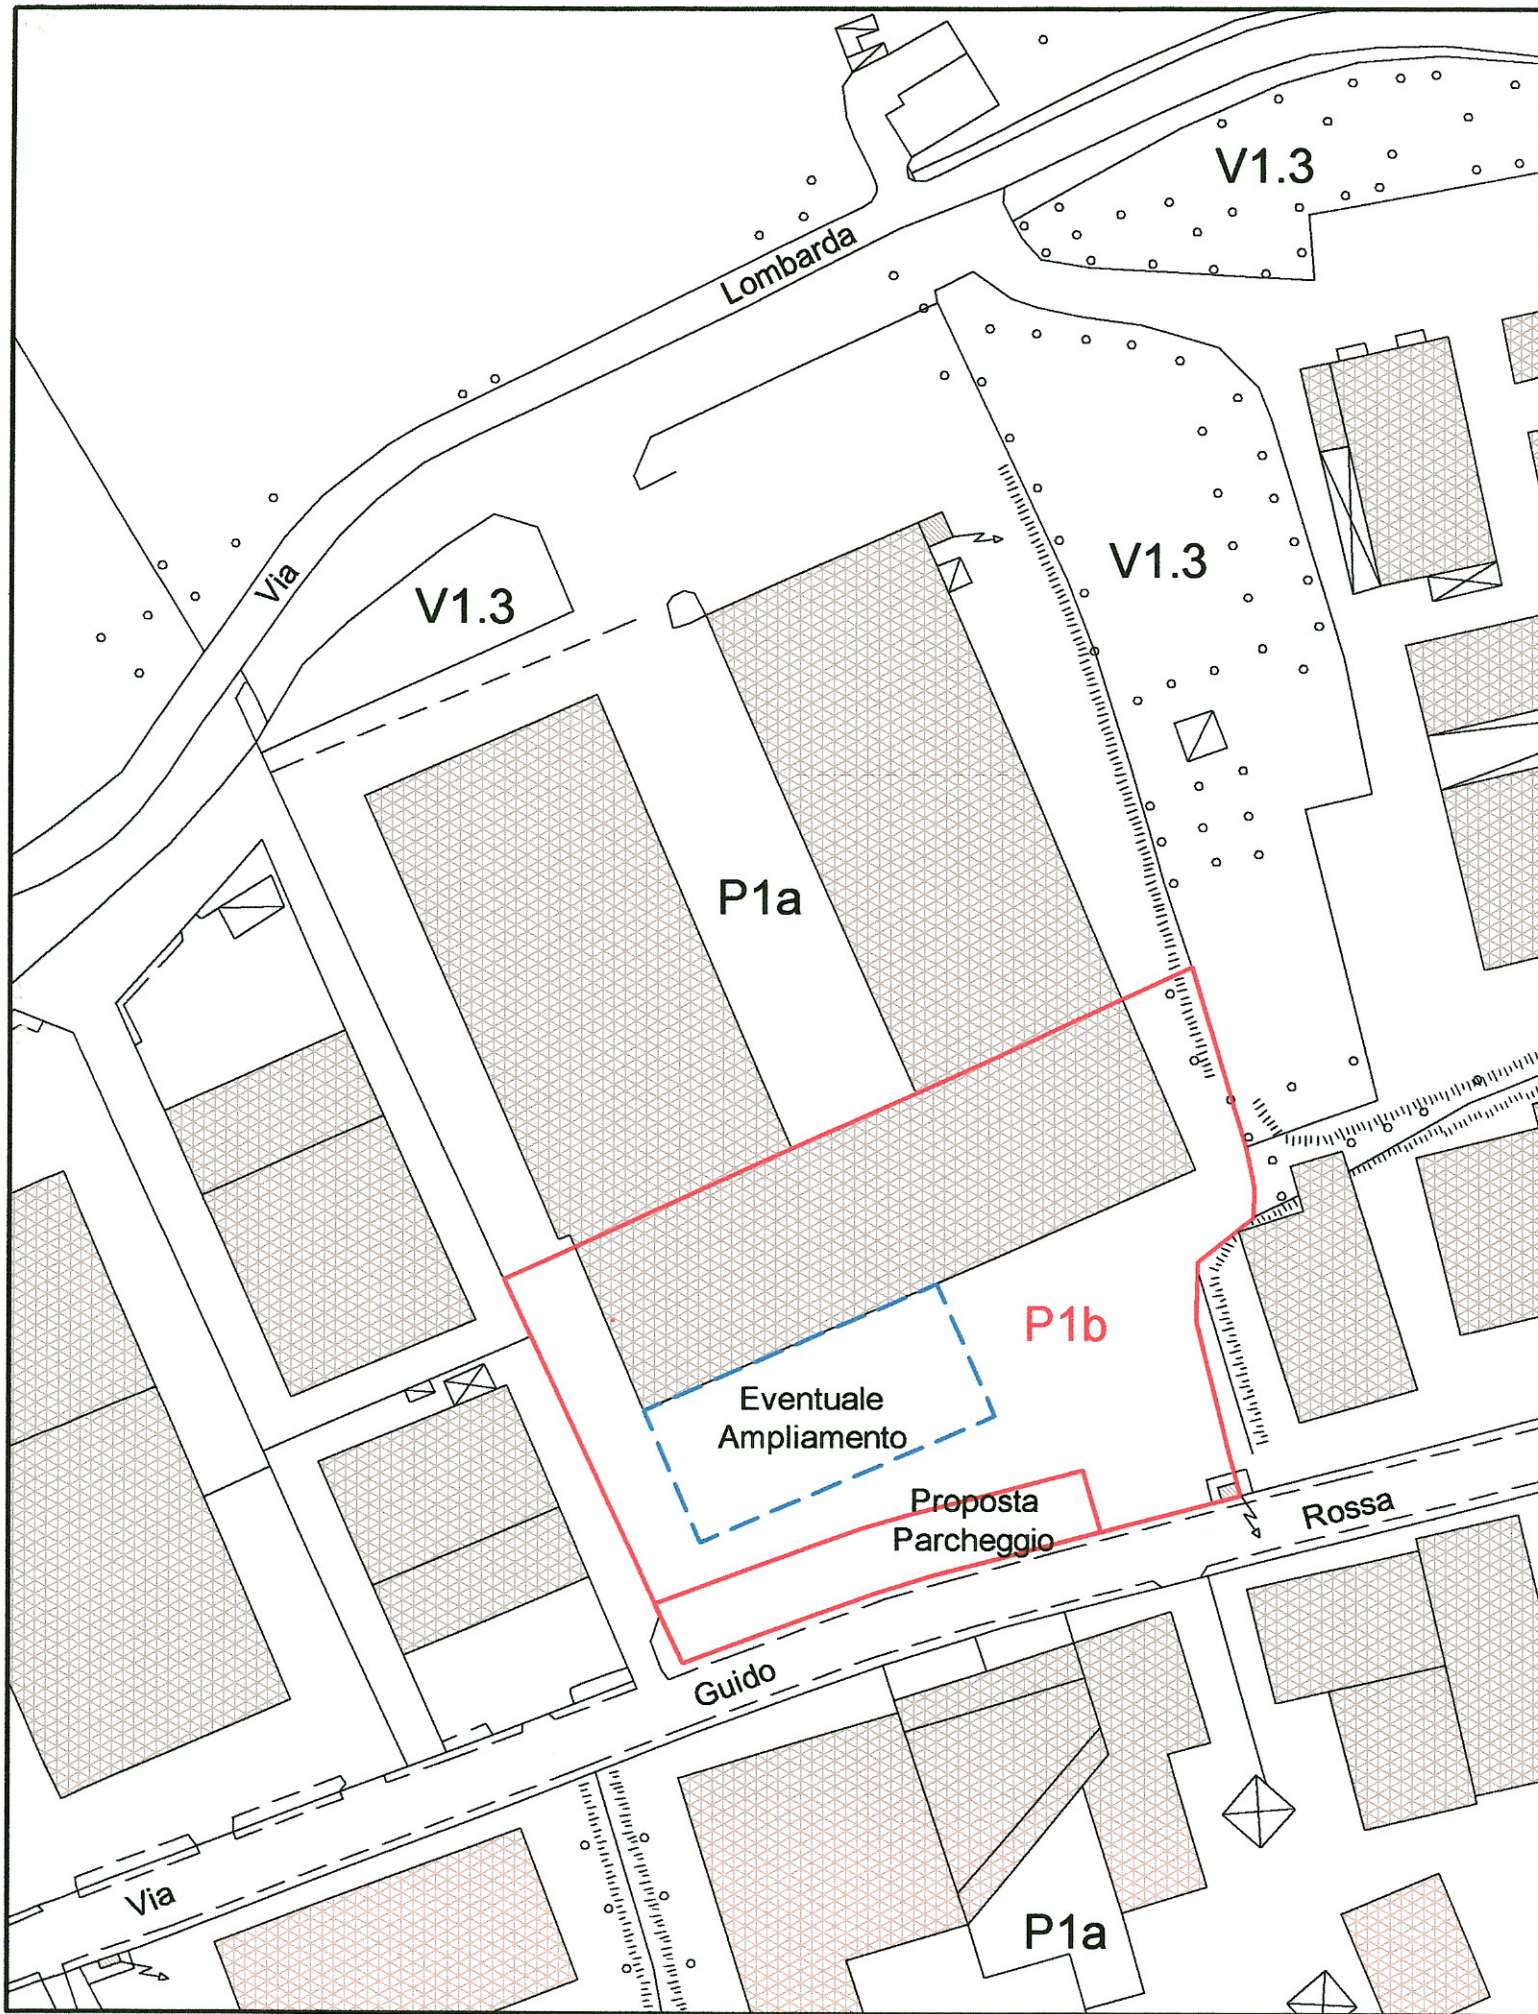 V1.3
Via Lombarda
V1.3
V1.3
P1a
P1b
Eventuale
Ampliamento
Proposta
Parcheggio
Via Guido Rossa
P1a